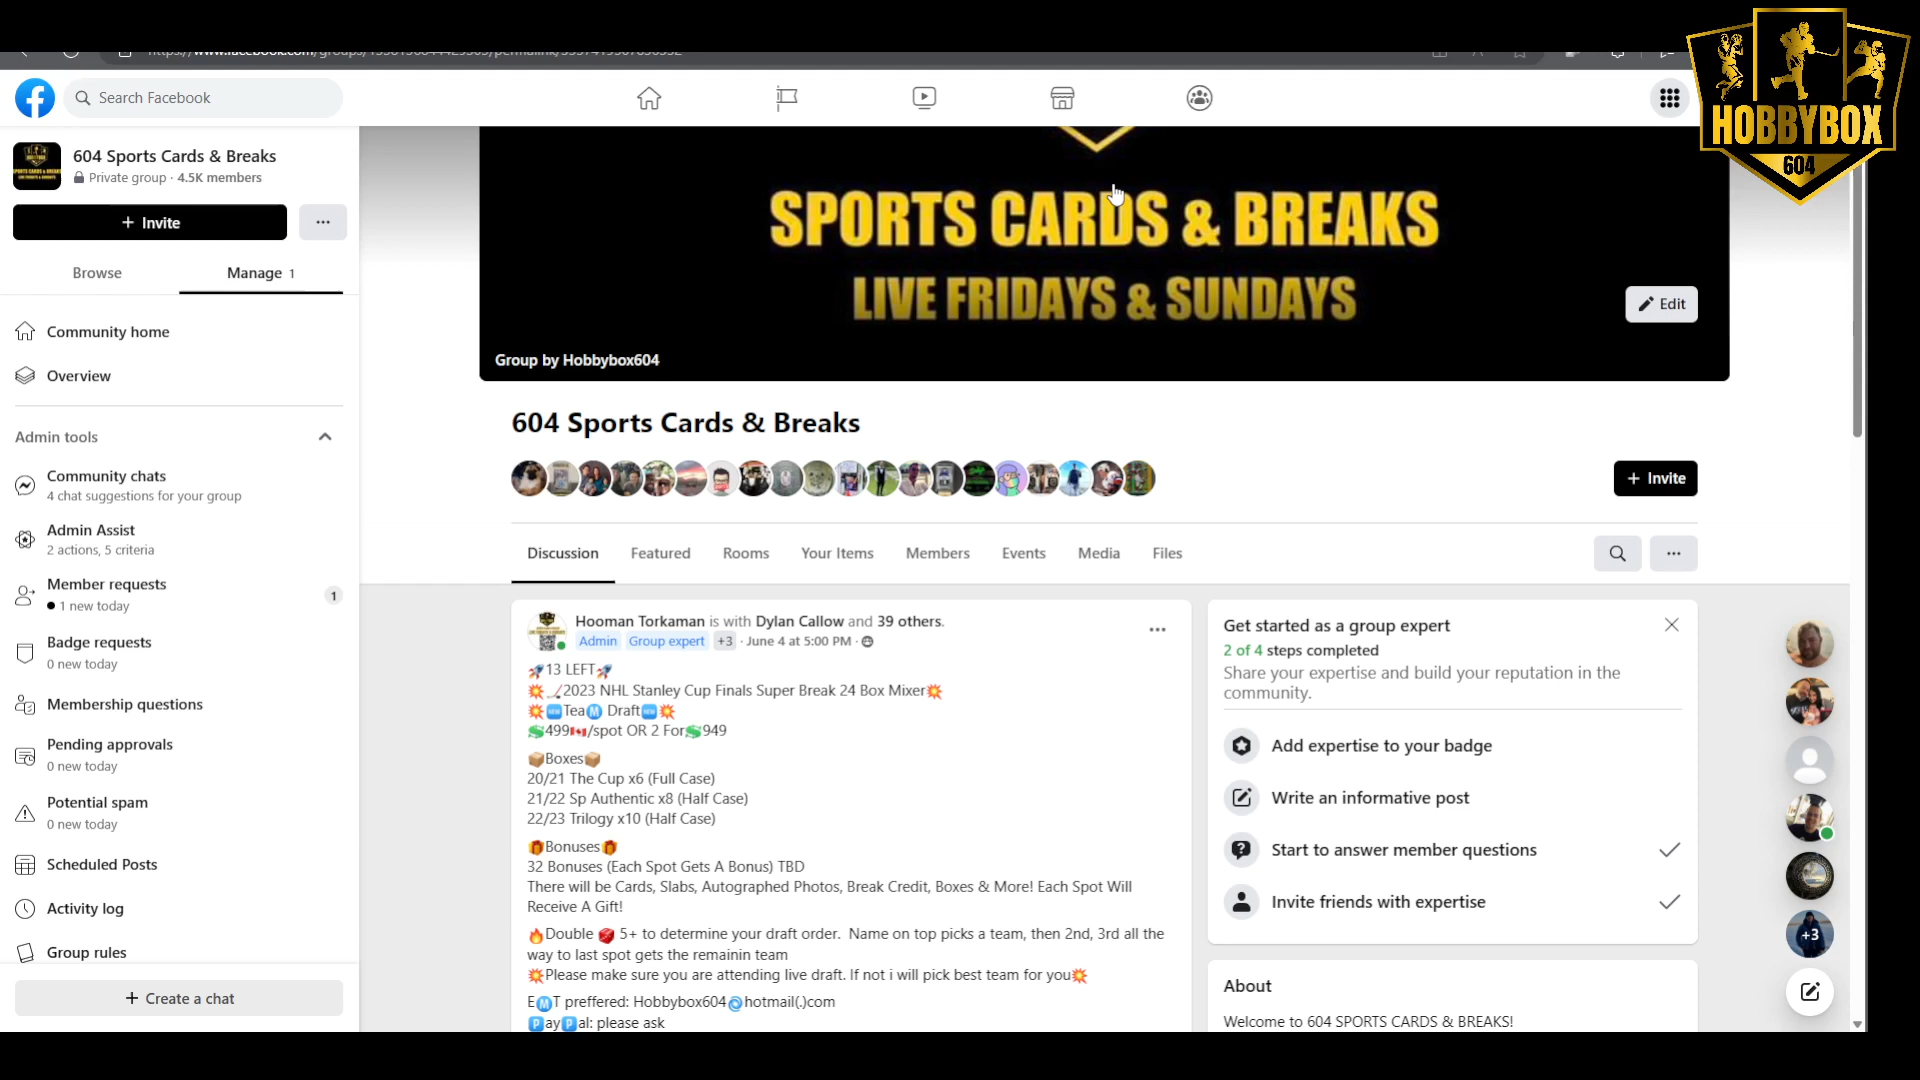 Search Facebook
HOBBYBOX
604
604 Sports Cards & Breaks
Private group · 4.5K members
+ Invite
Browse
Manage 1
Community home
Overview
Admin tools
Community chats
4 chat suggestions for your group
Admin Assist
2 actions, 5 criteria
Member requests
1 new today
1
Badge requests
0 new today
Membership questions
Pending approvals
0 new today
Potential spam
0 new today
Scheduled Posts
Activity log
Group rules
+ Create a chat
SPORTS CARDS & BREAKS
LIVE FRIDAYS & SUNDAYS
Edit
Group by Hobbybox604
604 Sports Cards & Breaks
+ Invite
Discussion
Featured
Rooms
Your Items
Members
Events
Media
Files
Hooman Torkaman is with Dylan Callow and 39 others.
Admin Group expert +3 · June 4 at 5:00 PM ·
🚀13 LEFT🚀
💥🏒2023 NHL Stanley Cup Finals Super Break 24 Box Mixer💥
💥🆕TeaⓂ️ Draft🆕💥
💲499🇨🇦/spot OR 2 For💲949
📦Boxes📦
20/21 The Cup x6 (Full Case)
21/22 Sp Authentic x8 (Half Case)
22/23 Trilogy x10 (Half Case)
🎁Bonuses🎁
32 Bonuses (Each Spot Gets A Bonus) TBD
There will be Cards, Slabs, Autographed Photos, Break Credit, Boxes & More! Each Spot Will
Receive A Gift!
🔥Double 🎲 5+ to determine your draft order. Name on top picks a team, then 2nd, 3rd all the
way to last spot gets the remainin team
💥Please make sure you are attending live draft. If not i will pick best team for you💥
EⓂ️T preffered: Hobbybox604🌀hotmail(.)com
🅿️ay🅿️al: please ask
Get started as a group expert
2 of 4 steps completed
Share your expertise and build your reputation in the
community.
Add expertise to your badge
Write an informative post
Start to answer member questions
Invite friends with expertise
About
Welcome to 604 SPORTS CARDS & BREAKS!
+3